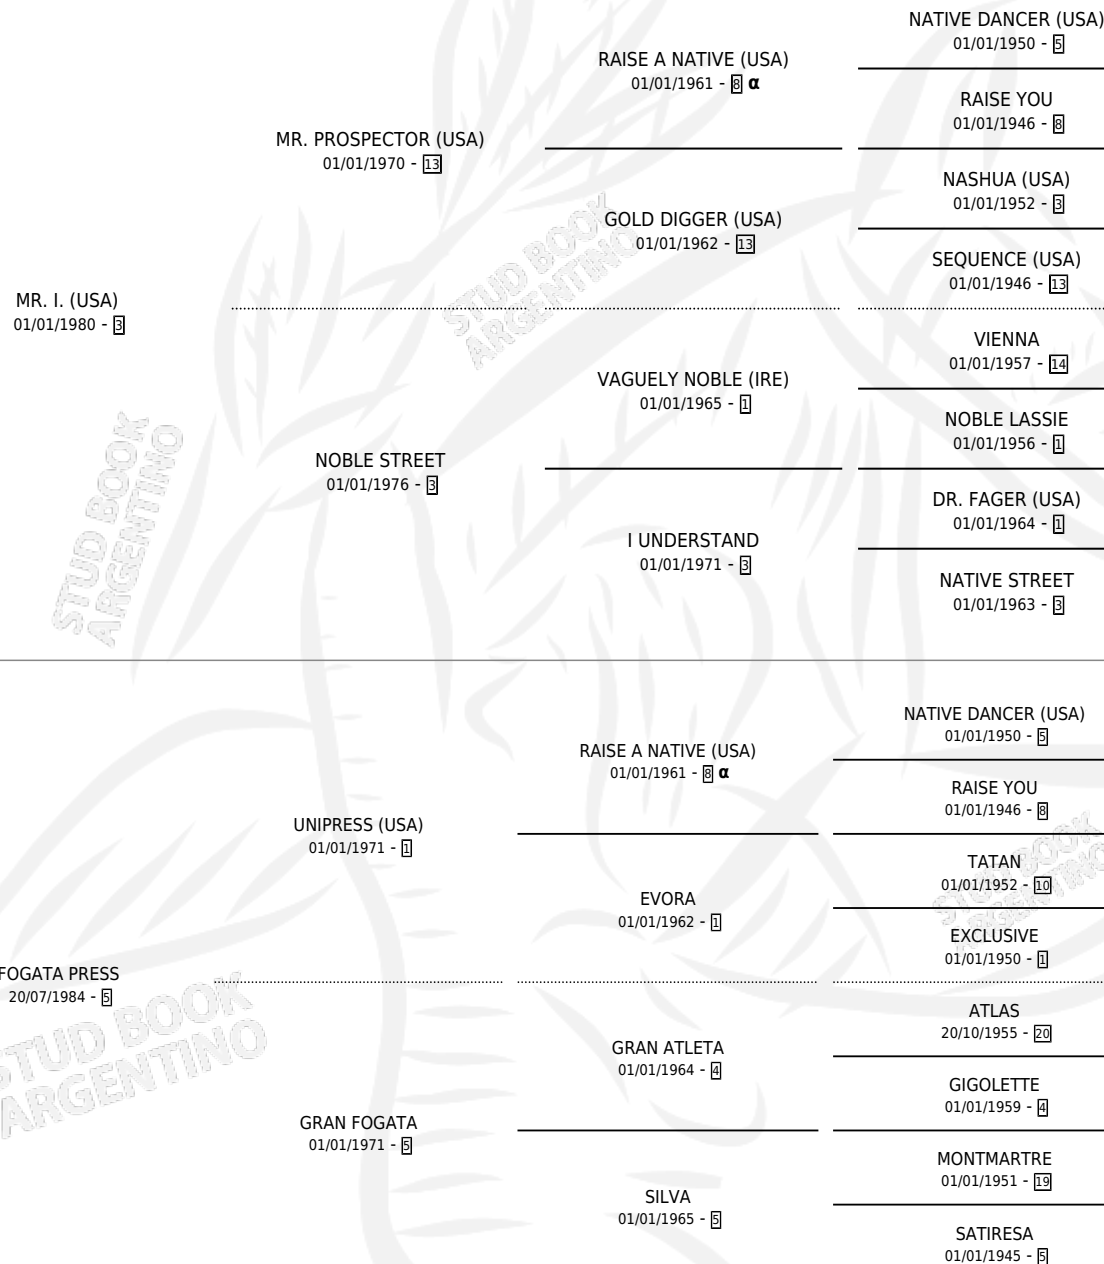 NATIVE DANCER (USA)
01/01/1950 - 5
RAISE A NATIVE (USA)
01/01/1961 - 8 α
RAISE YOU
01/01/1946 - 8
MR. PROSPECTOR (USA)
01/01/1970 - 13
NASHUA (USA)
01/01/1952 - 3
GOLD DIGGER (USA)
01/01/1962 - 13
SEQUENCE (USA)
01/01/1946 - 13
MR. I. (USA)
01/01/1980 - 3
STUD BOOK
ARGENTINO
VIENNA
01/01/1957 - 14
VAGUELY NOBLE (IRE)
01/01/1965 - 1
NOBLE LASSIE
01/01/1956 - 1
NOBLE STREET
01/01/1976 - 3
DR. FAGER (USA)
01/01/1964 - 1
I UNDERSTAND
01/01/1971 - 3
NATIVE STREET
01/01/1963 - 3
STUD BOOK
ARGENTINO
NATIVE DANCER (USA)
01/01/1950 - 5
RAISE A NATIVE (USA)
01/01/1961 - 8 α
RAISE YOU
01/01/1946 - 8
UNIPRESS (USA)
01/01/1971 - 1
TATAN
01/01/1952 - 10
EVORA
01/01/1962 - 1
EXCLUSIVE
01/01/1950 - 1
STUD BOOK
ARGENTINO
FOGATA PRESS
20/07/1984 - 5
ATLAS
20/10/1955 - 20
GRAN ATLETA
01/01/1964 - 4
GIGOLETTE
01/01/1959 - 4
GRAN FOGATA
01/01/1971 - 5
MONTMARTRE
01/01/1951 - 19
SILVA
01/01/1965 - 5
SATIRESA
01/01/1945 - 5
STUD BOOK
ARGENTINO